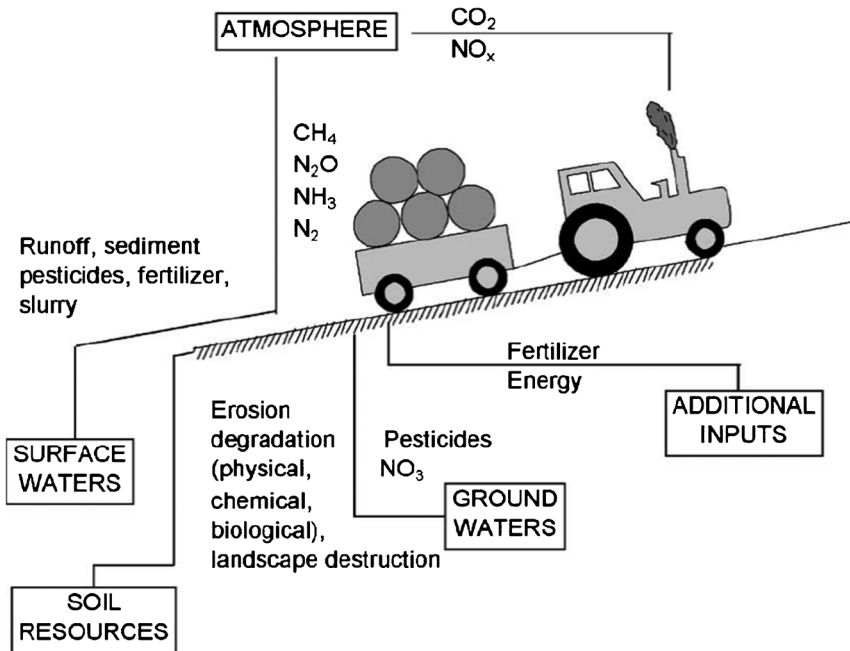 ATMOSPHERE
CO₂
NOₓ
CH₄
N₂O
NH₃
N₂
Runoff, sediment
pesticides, fertilizer,
slurry
Fertilizer
Energy
ADDITIONAL
INPUTS
SURFACE
WATERS
Erosion
degradation
(physical,
chemical,
biological),
landscape destruction
Pesticides
NO₃
GROUND
WATERS
SOIL
RESOURCES